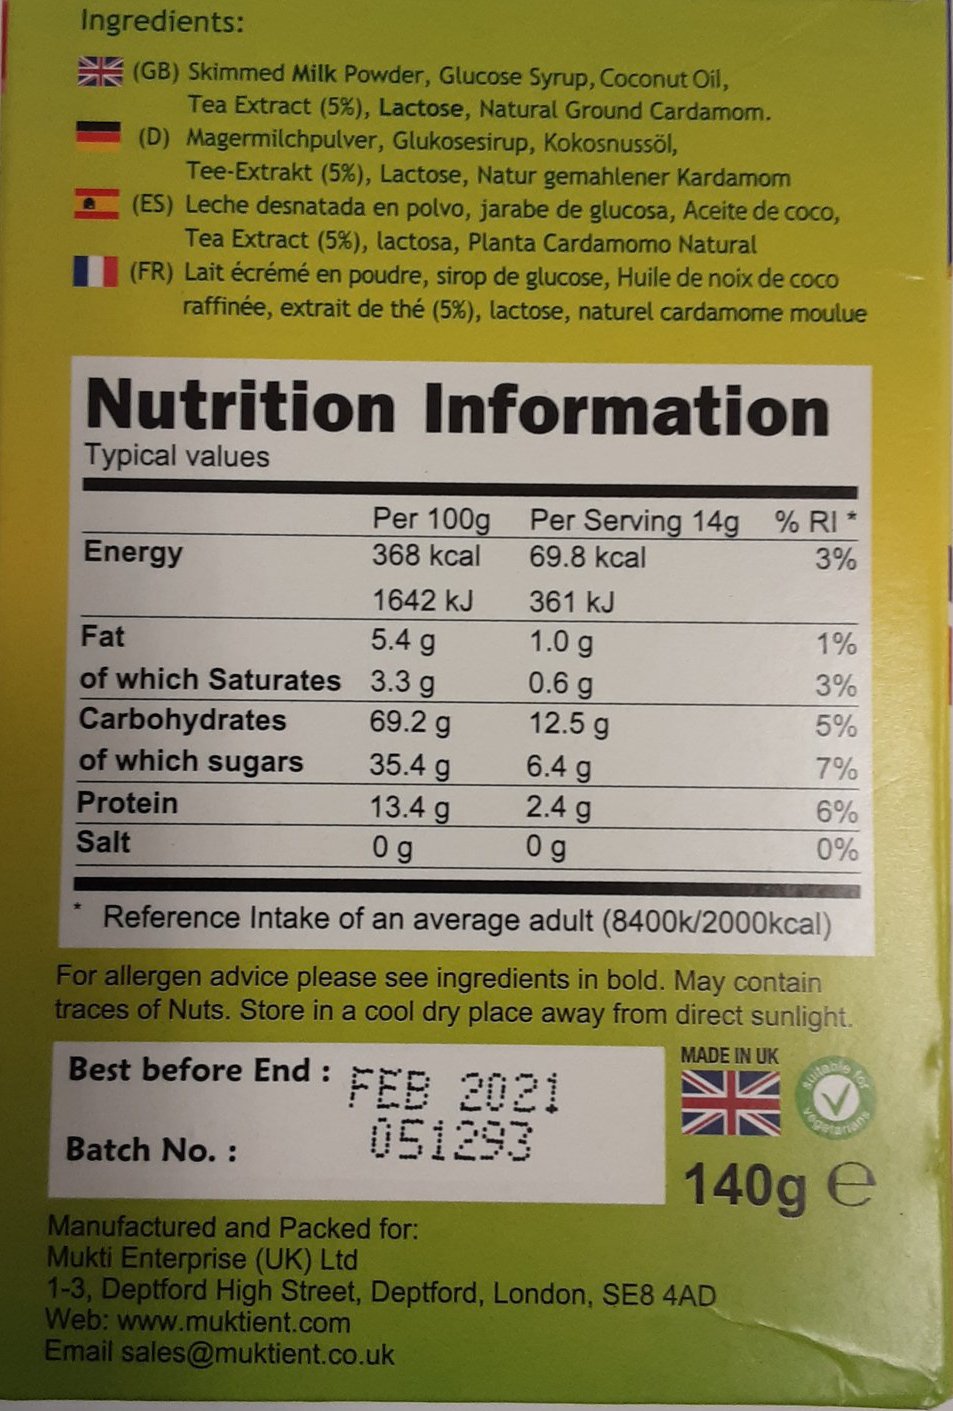 Ingredients:
(GB) Skimmed Milk Powder, Glucose Syrup, Coconut Oil,
Tea Extract (5%), Lactose, Natural Ground Cardamom.
(D) Magermilchpulver, Glukosesirup, Kokosnussöl,
Tee-Extrakt (5%), Lactose, Natur gemahlener Kardamom
(ES) Leche desnatada en polvo, jarabe de glucosa, Aceite de coco,
Tea Extract (5%), lactosa, Planta Cardamomo Natural
(FR) Lait écrémé en poudre, sirop de glucose, Huile de noix de coco
raffinée, extrait de thé (5%), lactose, naturel cardamome moulue
Nutrition Information
Typical values
Per 100g Per Serving 14g % RI *
Energy 368 kcal 69.8 kcal 3%
1642 kJ 361 kJ
Fat 5.4 g 1.0 g 1%
of which Saturates 3.3 g 0.6 g 3%
Carbohydrates 69.2 g 12.5 g 5%
of which sugars 35.4 g 6.4 g 7%
Protein 13.4 g 2.4 g 6%
Salt 0 g 0 g 0%
* Reference Intake of an average adult (8400k/2000kcal)
For allergen advice please see ingredients in bold. May contain
traces of Nuts. Store in a cool dry place away from direct sunlight.
Best before End : FEB 2021
Batch No. : 051293
MADE IN UK
suitable for vegetarians
140g e
Manufactured and Packed for:
Mukti Enterprise (UK) Ltd
1-3, Deptford High Street, Deptford, London, SE8 4AD
Web: www.muktient.com
Email sales@muktient.co.uk